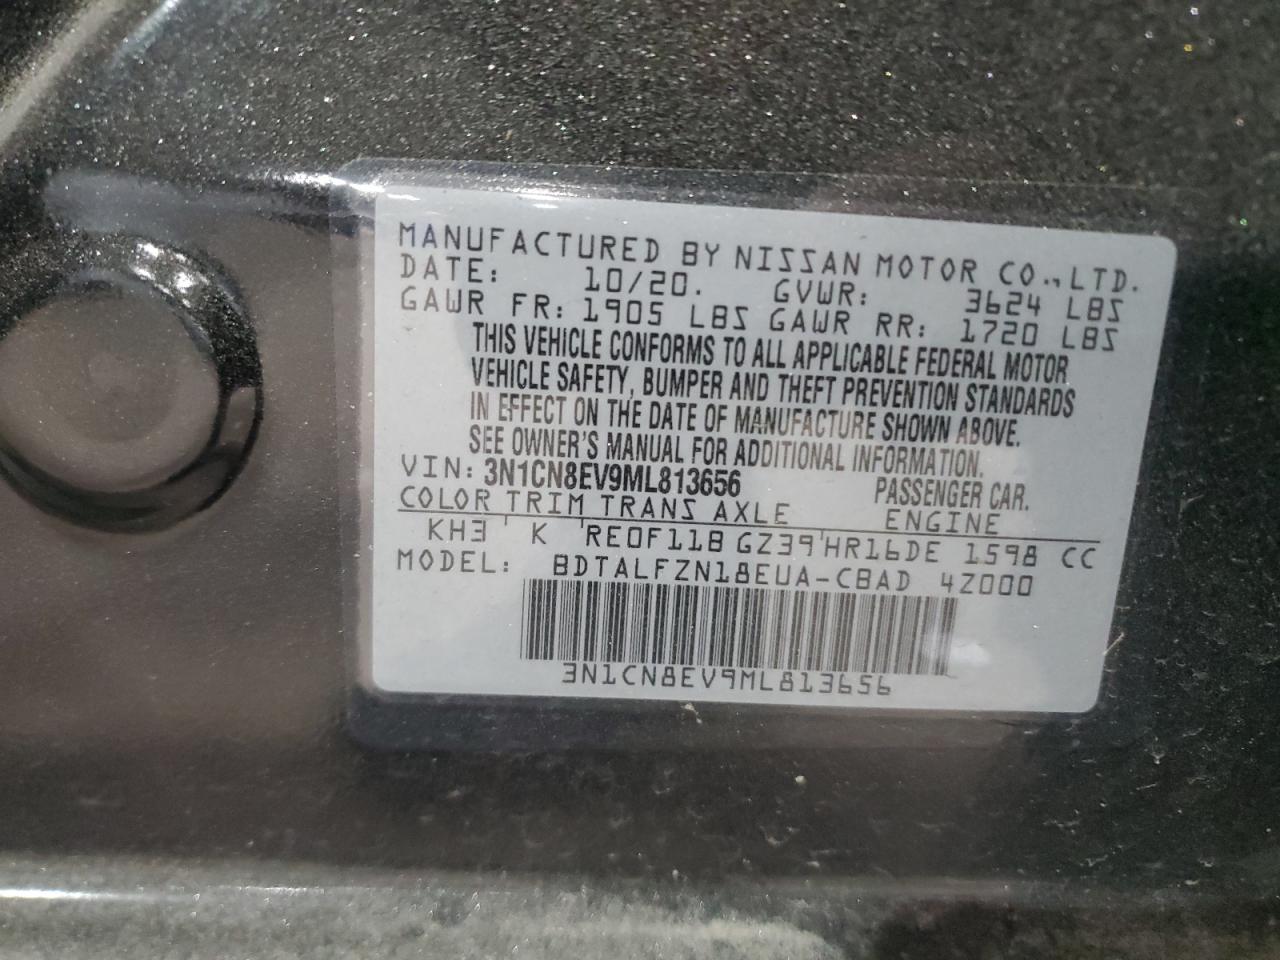 MANUFACTURED BY NISSAN MOTOR CO., LTD.
DATE: 10/20. GVWR: 3624 LBS
GAWR FR: 1905 LBS GAWR RR: 1720 LBS
THIS VEHICLE CONFORMS TO ALL APPLICABLE FEDERAL MOTOR
VEHICLE SAFETY, BUMPER AND THEFT PREVENTION STANDARDS
IN EFFECT ON THE DATE OF MANUFACTURE SHOWN ABOVE.
SEE OWNER'S MANUAL FOR ADDITIONAL INFORMATION.
VIN: 3N1CN8EV9ML813656 PASSENGER CAR.
COLOR TRIM TRANS AXLE ENGINE
KH3 ' K ' RE0F11B GZ39 ' HR16DE 1598 CC
MODEL: BDTALFZN18EUA-CBAD 4Z000
3N1CN8EV9ML813656